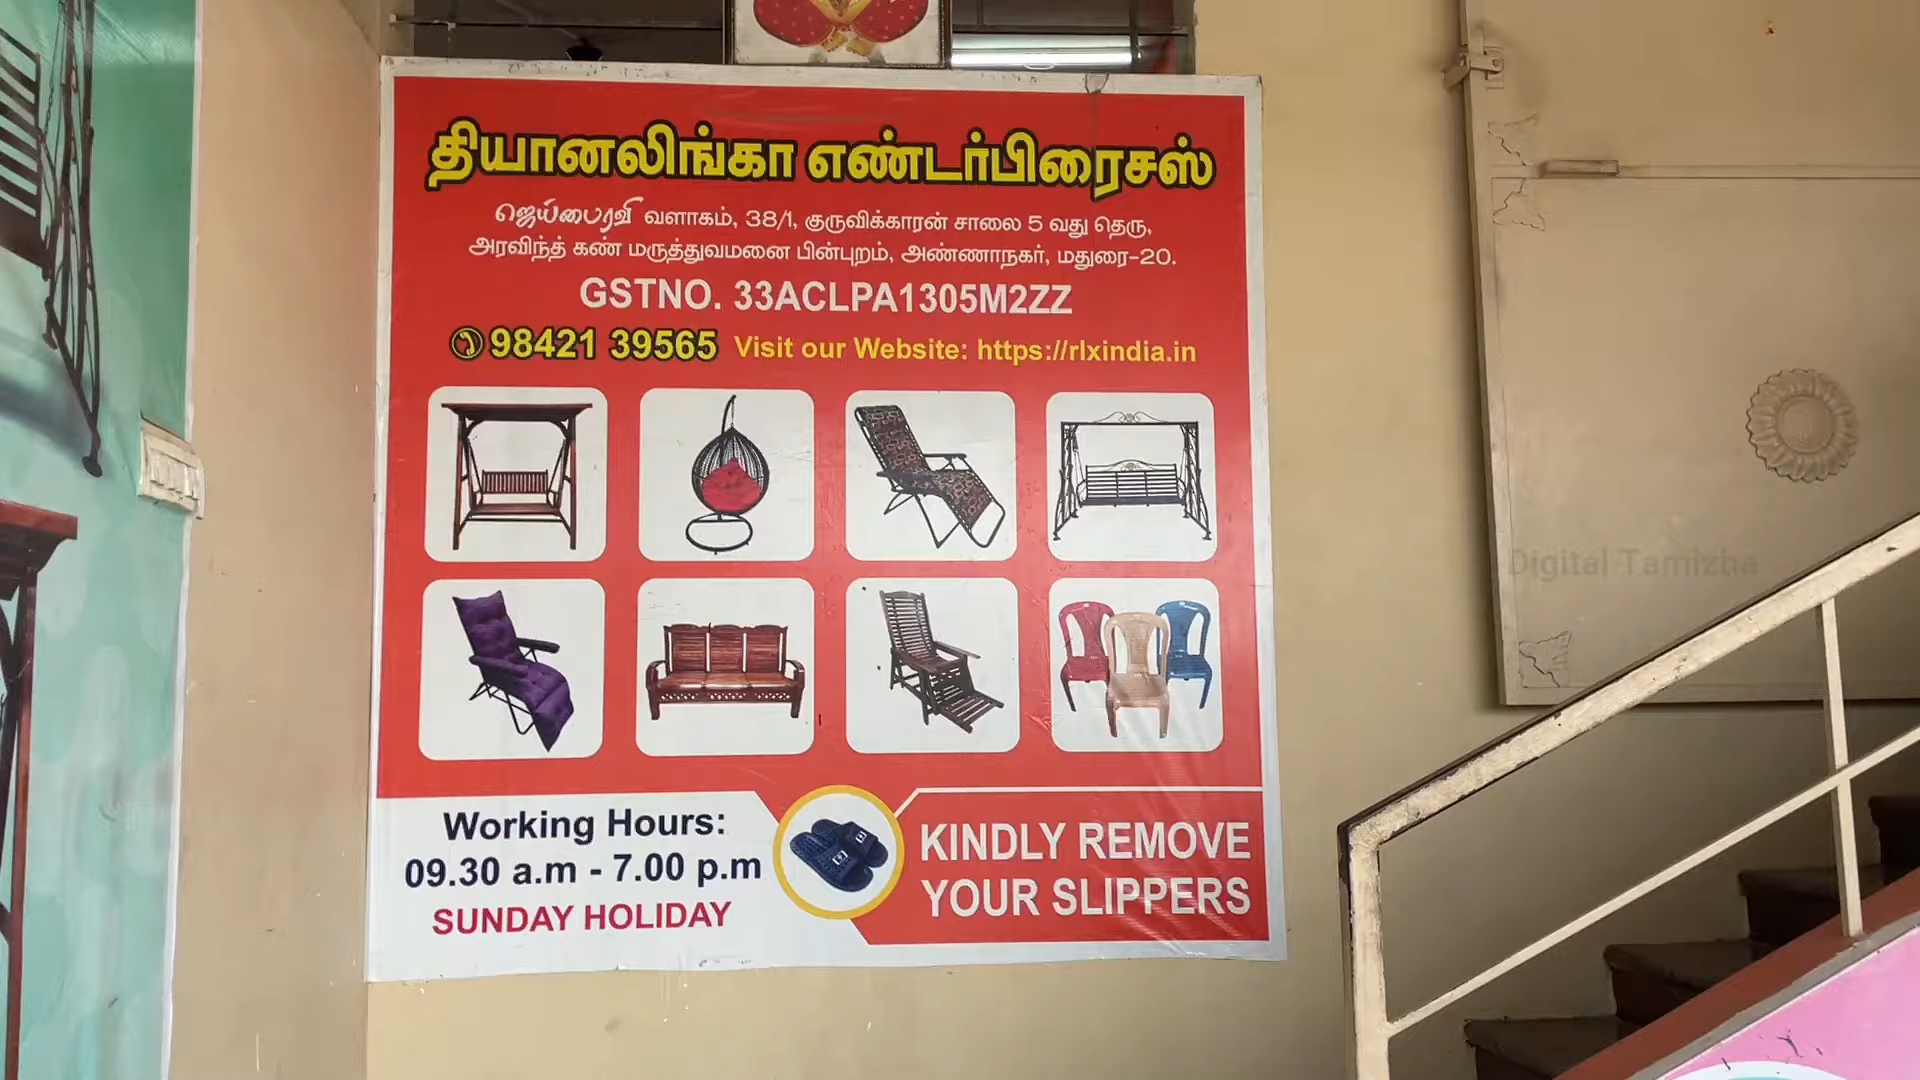 தியானலிங்கா எண்டர்பிரைசஸ்
ஜெய்பைரவி வளாகம், 38/1, குருவிக்காரன் சாலை 5 வது தெரு,
அரவிந்த் கண் மருத்துவமனை பின்புறம், அண்ணாநகர், மதுரை-20.
GSTNO. 33ACLPA1305M2ZZ
98421 39565 Visit our Website: https://rlxindia.in
Working Hours:
09.30 a.m - 7.00 p.m
SUNDAY HOLIDAY
KINDLY REMOVE
YOUR SLIPPERS
Digital Tamizha